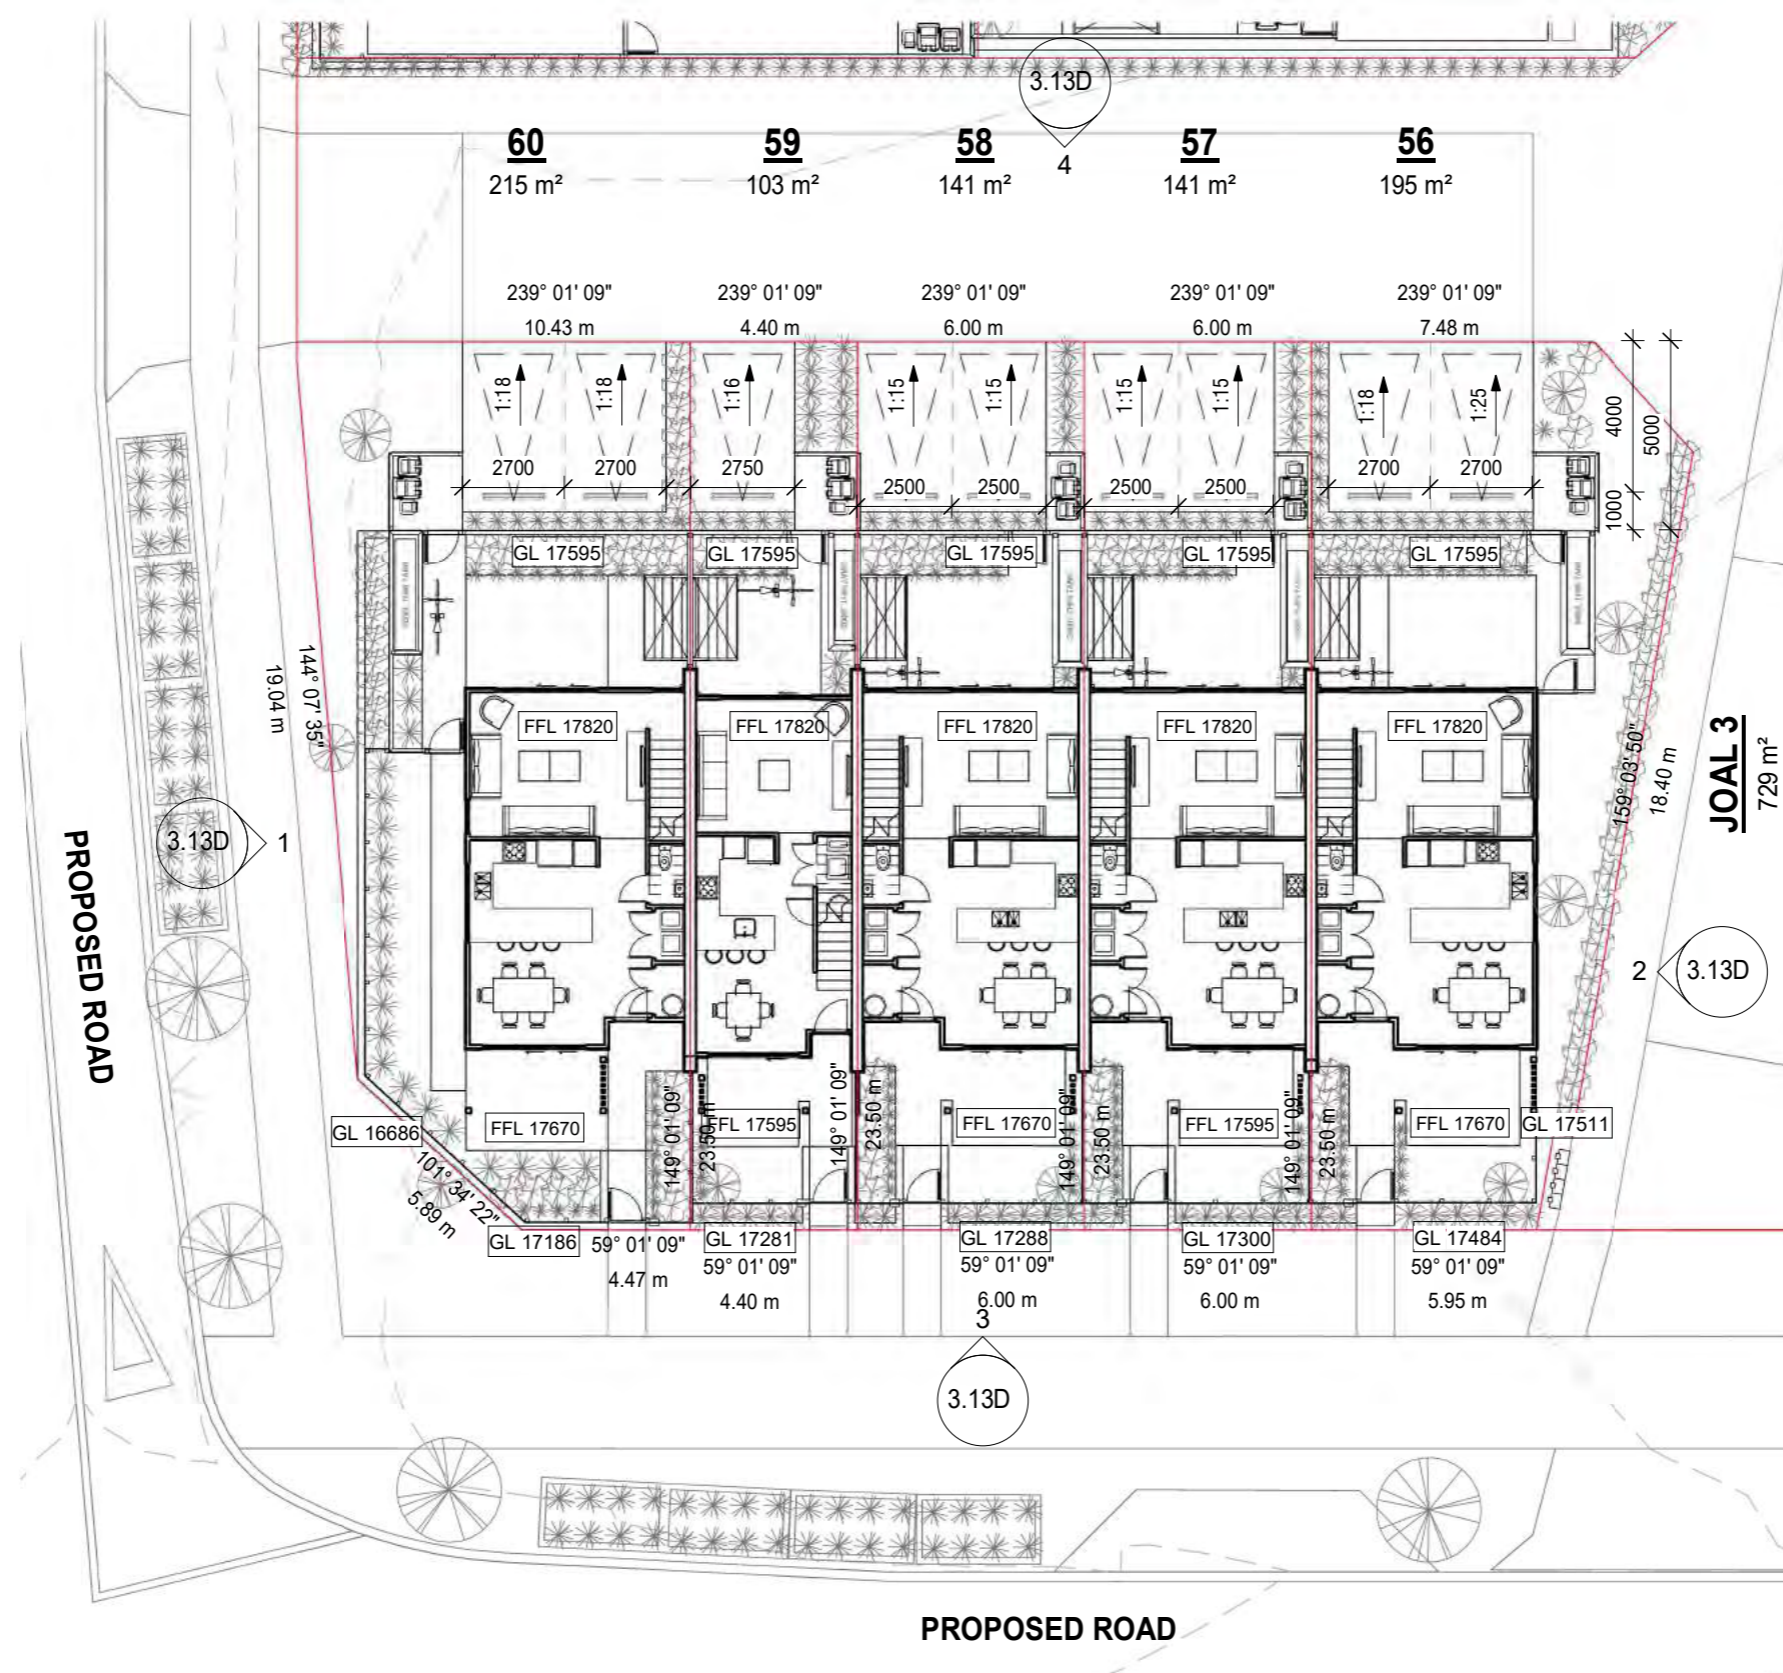 3.13D
4
60
59
58
57
56
215 m²
103 m²
141 m²
141 m²
195 m²
239° 01' 09"
239° 01' 09"
239° 01' 09"
239° 01' 09"
239° 01' 09"
10.43 m
4.40 m
6.00 m
6.00 m
7.48 m
1:18
1:18
1:16
1:15
1:15
1:15
1:15
1:18
1:25
4000
5000
1000
2700
2700
2750
2500
2500
2500
2500
2700
2700
GL 17595
GL 17595
GL 17595
GL 17595
GL 17595
144° 07' 35"
19.04 m
FFL 17820
FFL 17820
FFL 17820
FFL 17820
FFL 17820
159° 03' 50"
18.40 m
JOAL 3
729 m²
3.13D
1
PROPOSED ROAD
2
3.13D
GL 16686
FFL 17670
FFL 17595
FFL 17670
FFL 17595
FFL 17670
GL 17511
149° 01' 09"
23.50 m
149° 01' 09"
23.50 m
149° 01' 09"
23.50 m
149° 01' 09"
23.50 m
101° 34' 22"
5.89 m
GL 17186
59° 01' 09"
4.47 m
GL 17281
59° 01' 09"
4.40 m
GL 17288
59° 01' 09"
6.00 m
GL 17300
59° 01' 09"
6.00 m
GL 17484
59° 01' 09"
5.95 m
3
3.13D
PROPOSED ROAD